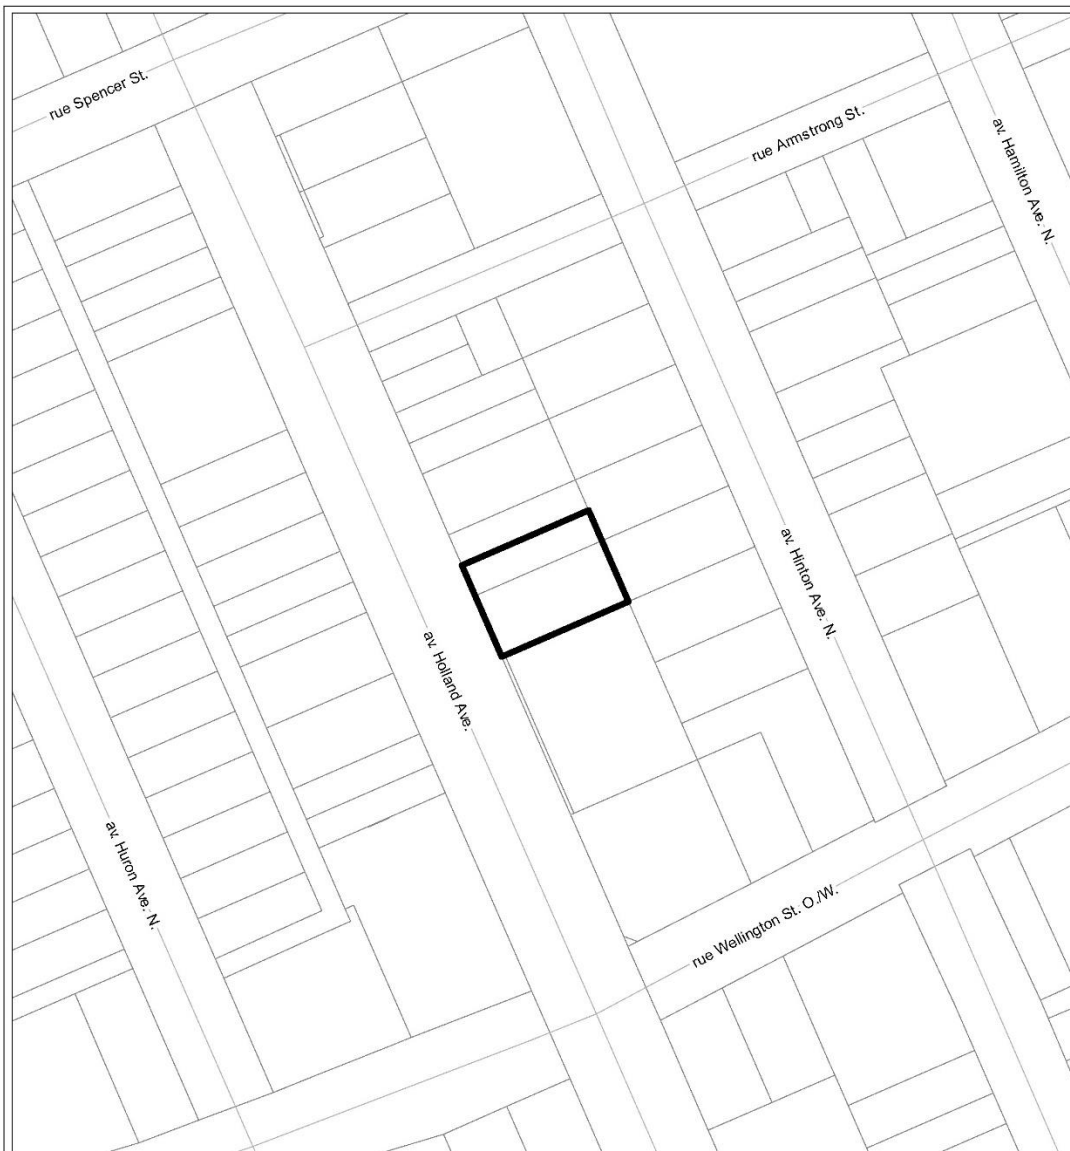 rue Spencer St.
rue Armstrong St.
av. Hamilton Ave. N.
av. Hinton Ave. N.
av. Holland Ave.
av. Huron Ave. N.
rue Wellington St. O./W.